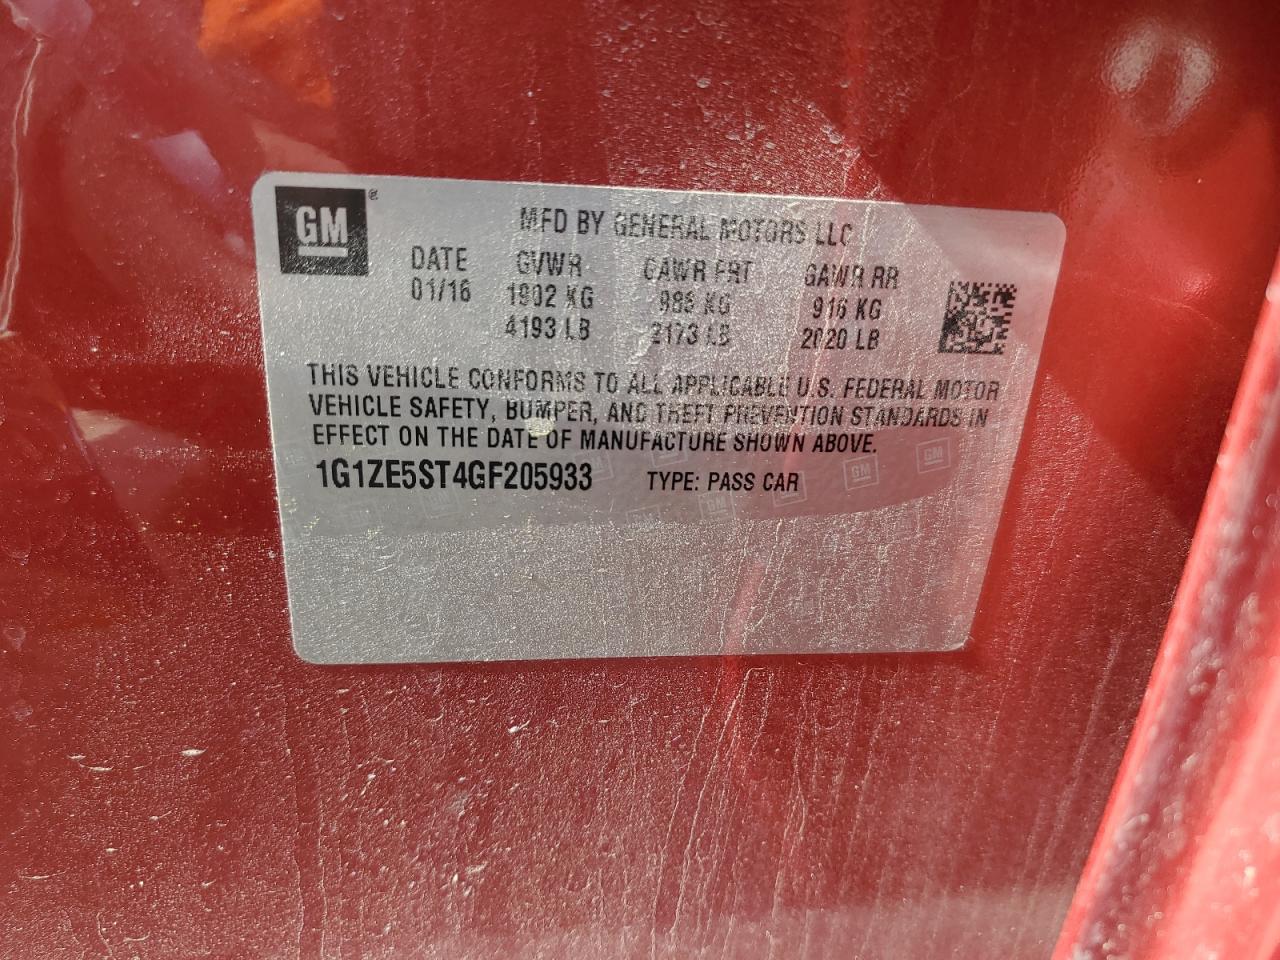 GM ®
MFD BY GENERAL MOTORS LLC
DATE GVWR GAWR FRT GAWR RR
01/16 1902 KG 986 KG 916 KG
4193 LB 2173 LB 2020 LB
THIS VEHICLE CONFORMS TO ALL APPLICABLE U.S. FEDERAL MOTOR
VEHICLE SAFETY, BUMPER, AND THEFT PREVENTION STANDARDS IN
EFFECT ON THE DATE OF MANUFACTURE SHOWN ABOVE.
1G1ZE5ST4GF205933 TYPE: PASS CAR